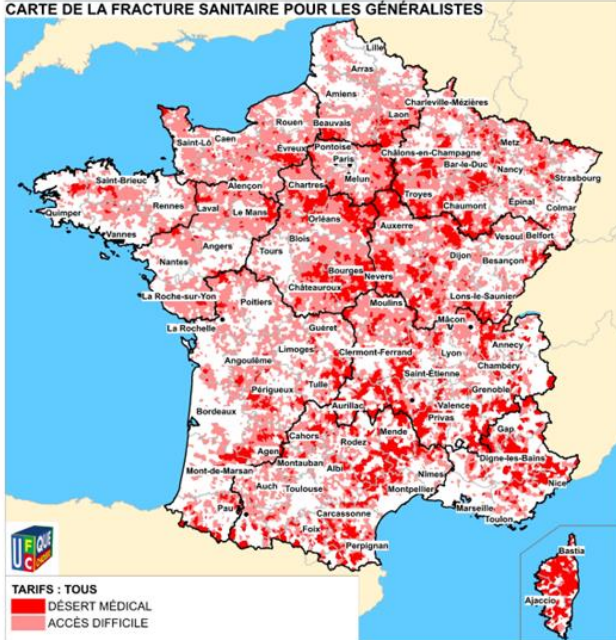 CARTE DE LA FRACTURE SANITAIRE POUR LES GÉNÉRALISTES
Lille
Arras
Amiens
Charleville-Mézières
Laon
Rouen
Beauvais
Saint-Lô
Caen
Évreux
Pontoise
Paris
Melun
Châlons-en-Champagne
Metz
Bar-le-Duc
Nancy
Strasbourg
Saint-Brieuc
Alençon
Chartres
Troyes
Chaumont
Épinal
Colmar
Quimper
Rennes
Laval
Le Mans
Orléans
Auxerre
Vannes
Angers
Blois
Vesoul
Belfort
Nantes
Tours
Dijon
Besançon
Bourges
Nevers
La Roche-sur-Yon
Châteauroux
Poitiers
Moulins
Lons-le-Saunier
La Rochelle
Guéret
Mâcon
Annecy
Limoges
Clermont-Ferrand
Lyon
Angoulême
Chambéry
Saint-Étienne
Périgueux
Tulle
Grenoble
Aurillac
Valence
Bordeaux
Privas
Cahors
Mende
Gap
Agen
Rodez
Montauban
Digne-les-Bains
Mont-de-Marsan
Albi
Nîmes
Nice
Auch
Toulouse
Montpellier
Marseille
Pau
Carcassonne
Toulon
Foix
Perpignan
Bastia
Ajaccio
UFC
QUE
CHOISIR
TARIFS : TOUS
DÉSERT MÉDICAL
ACCÈS DIFFICILE